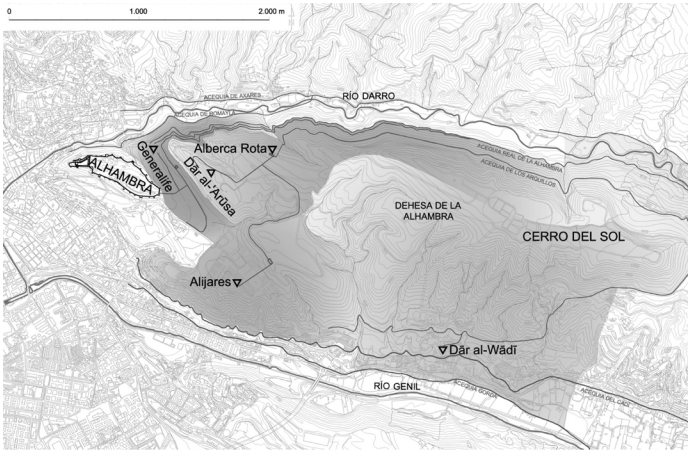 0 1.000 2.000 m
ACEQUIA DE AXARES
RÍO DARRO
ACEQUIA DE ROMAYLA
Alberca Rota
Generalife
ALHAMBRA
Dār al-'Arūsa
ACEQUIA REAL DE LA ALHAMBRA
ACEQUIA DE LOS ARQUILLOS
DEHESA DE LA
ALHAMBRA
CERRO DEL SOL
Alijares
Dār al-Wādī
RÍO GENIL
ACEQUIA GORDA
ACEQUIA DEL CACÍ